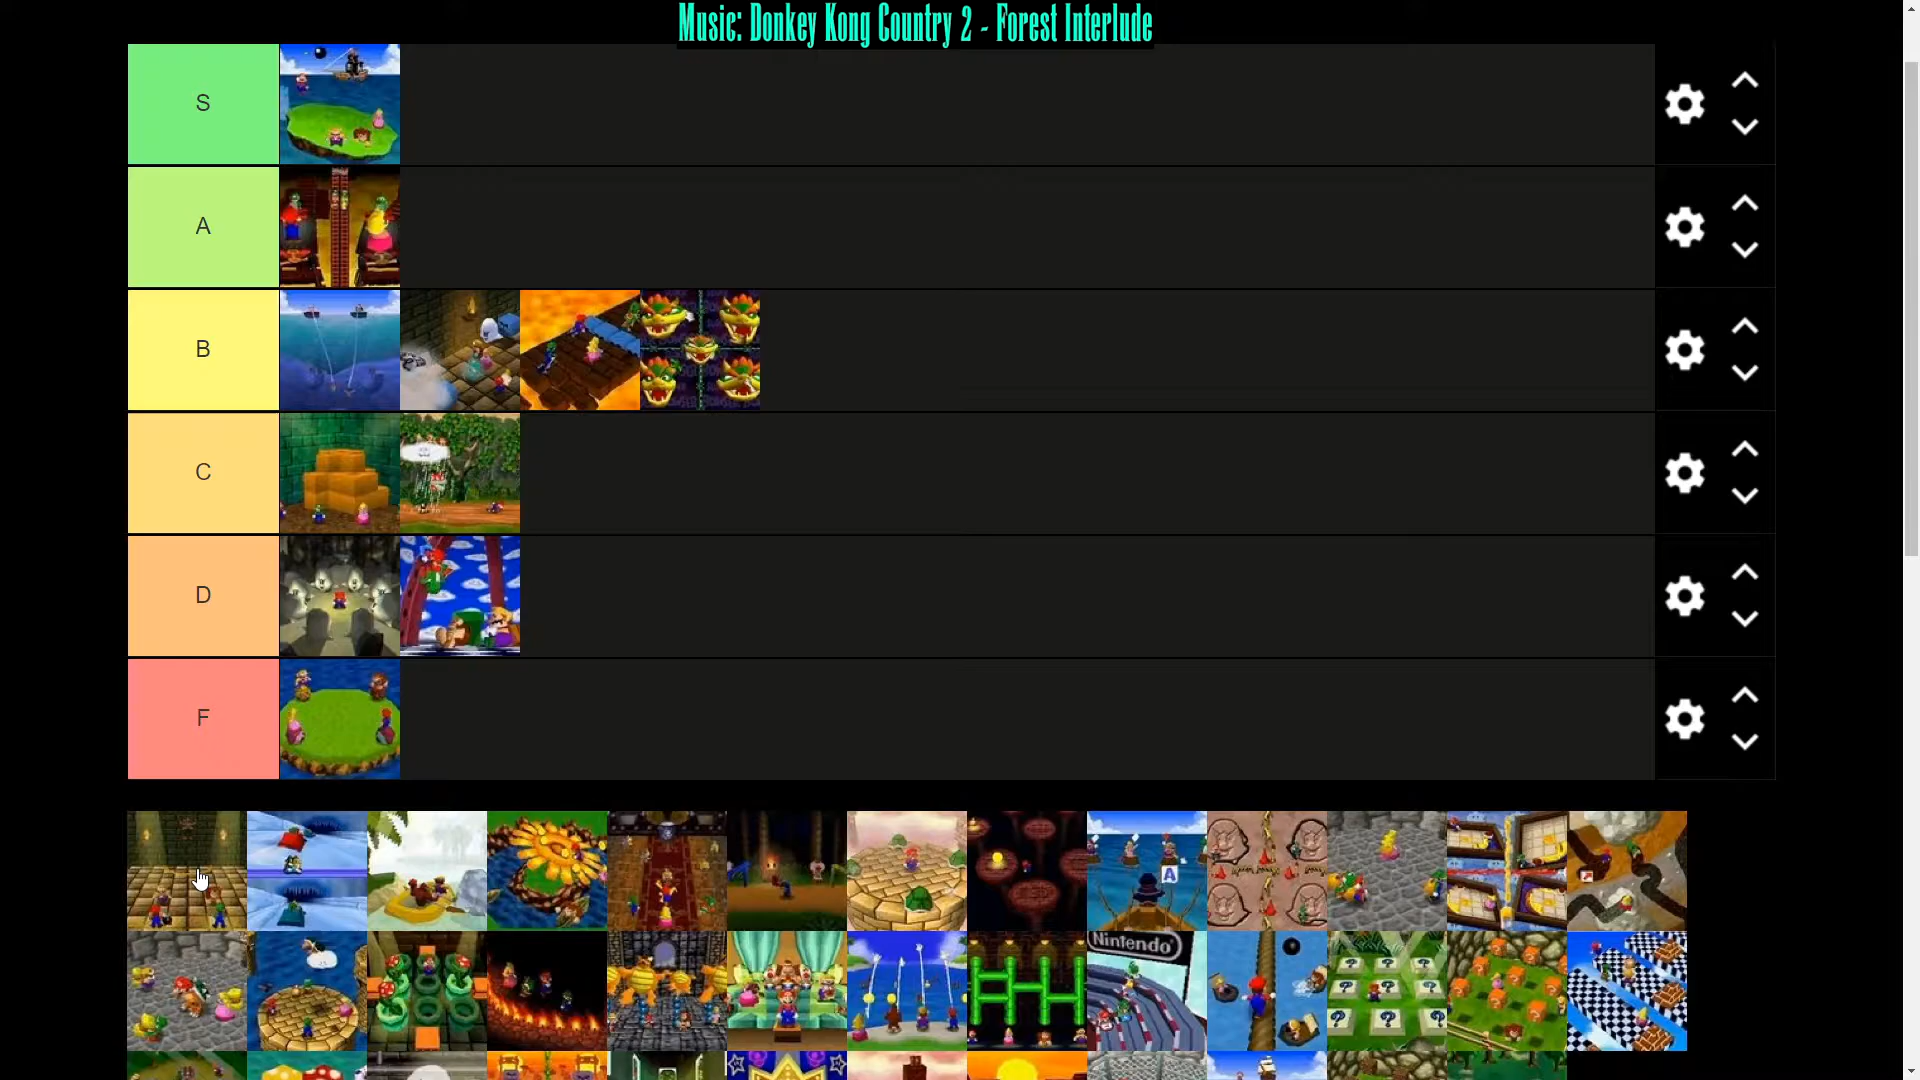 Music: Donkey Kong Country 2 - Forest Interlude
S
A
B
C
D
F
A
Nintendo